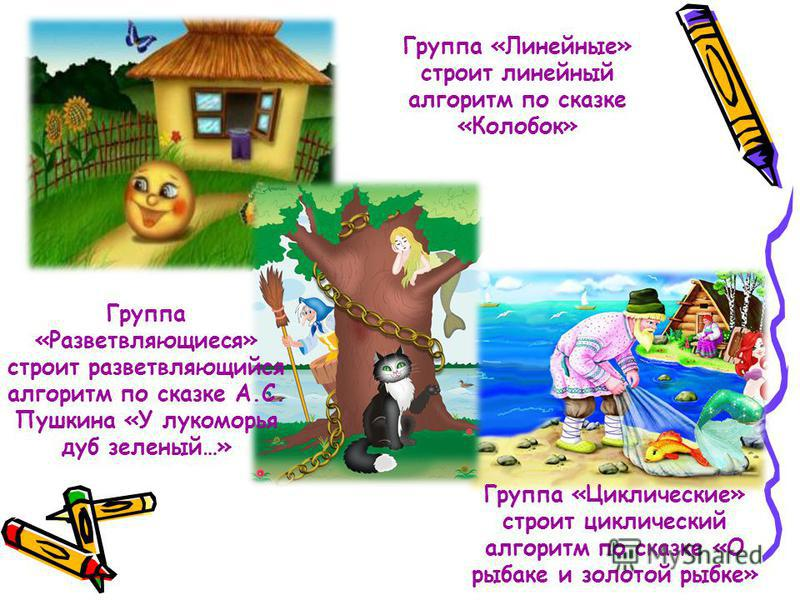 Группа «Линейные»
строит линейный
алгоритм по сказке
«Колобок»
Группа
«Разветвляющиеся»
строит разветвляющийся
алгоритм по сказке А.С.
Пушкина «У лукоморья
дуб зеленый…»
Группа «Циклические»
строит циклический
алгоритм по сказке «О
рыбаке и золотой рыбке»
MyShared